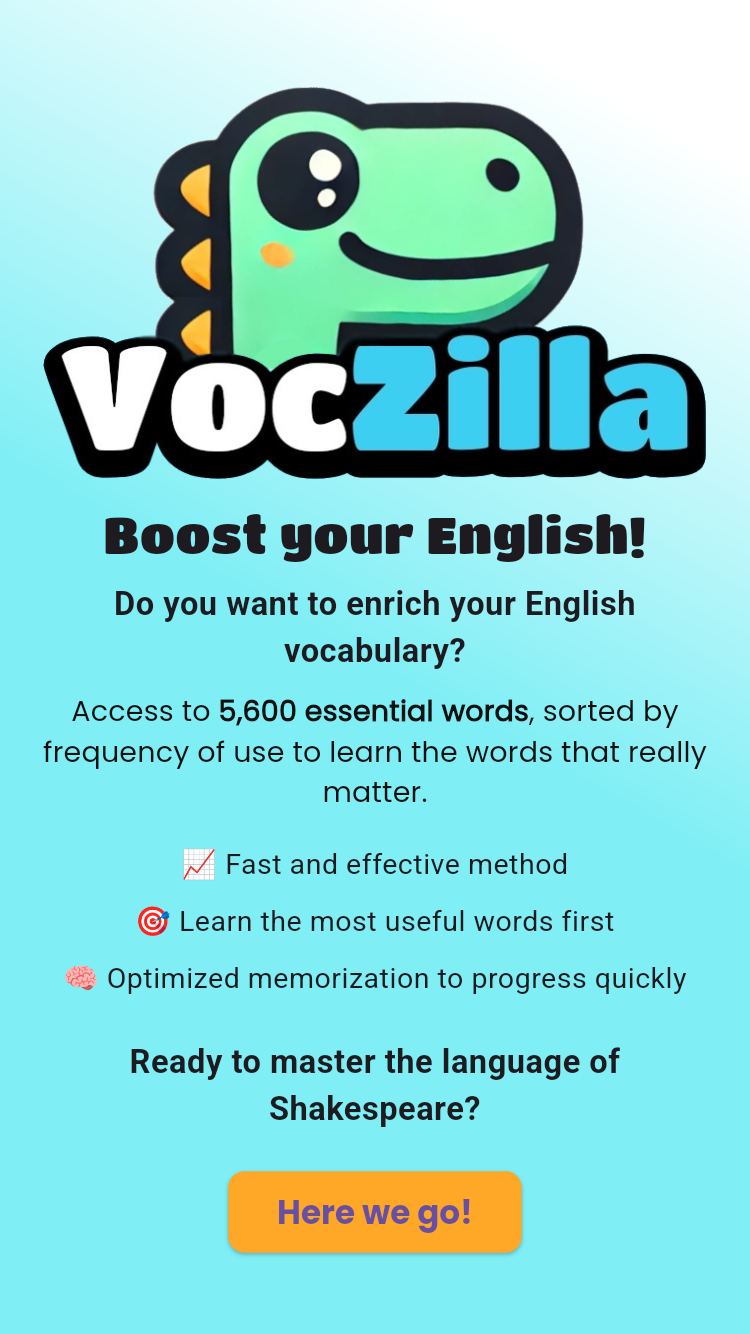 VocZilla
Boost your English!
Do you want to enrich your English
vocabulary?
Access to 5,600 essential words, sorted by
frequency of use to learn the words that really
matter.
📈 Fast and effective method
🎯 Learn the most useful words first
🧠 Optimized memorization to progress quickly
Ready to master the language of
Shakespeare?
Here we go!